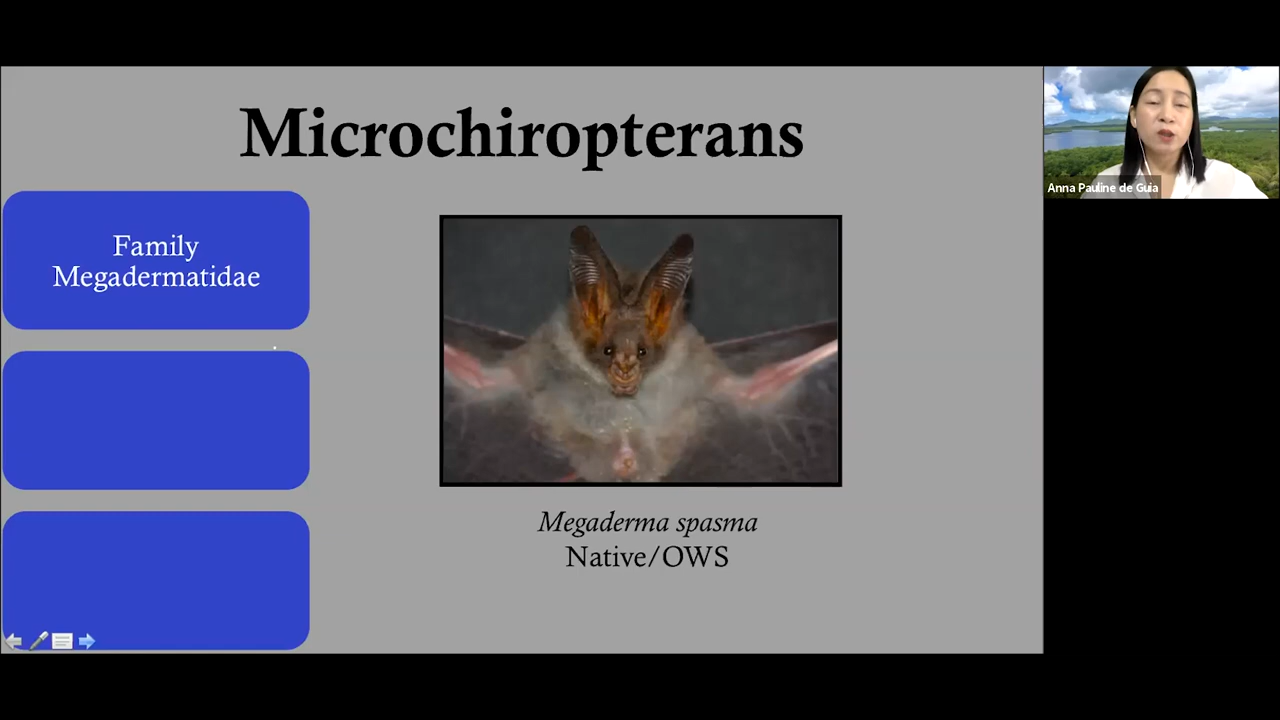 Microchiropterans
Family
Megadermatidae
Megaderma spasma
Native/OWS
Anna Pauline de Guia